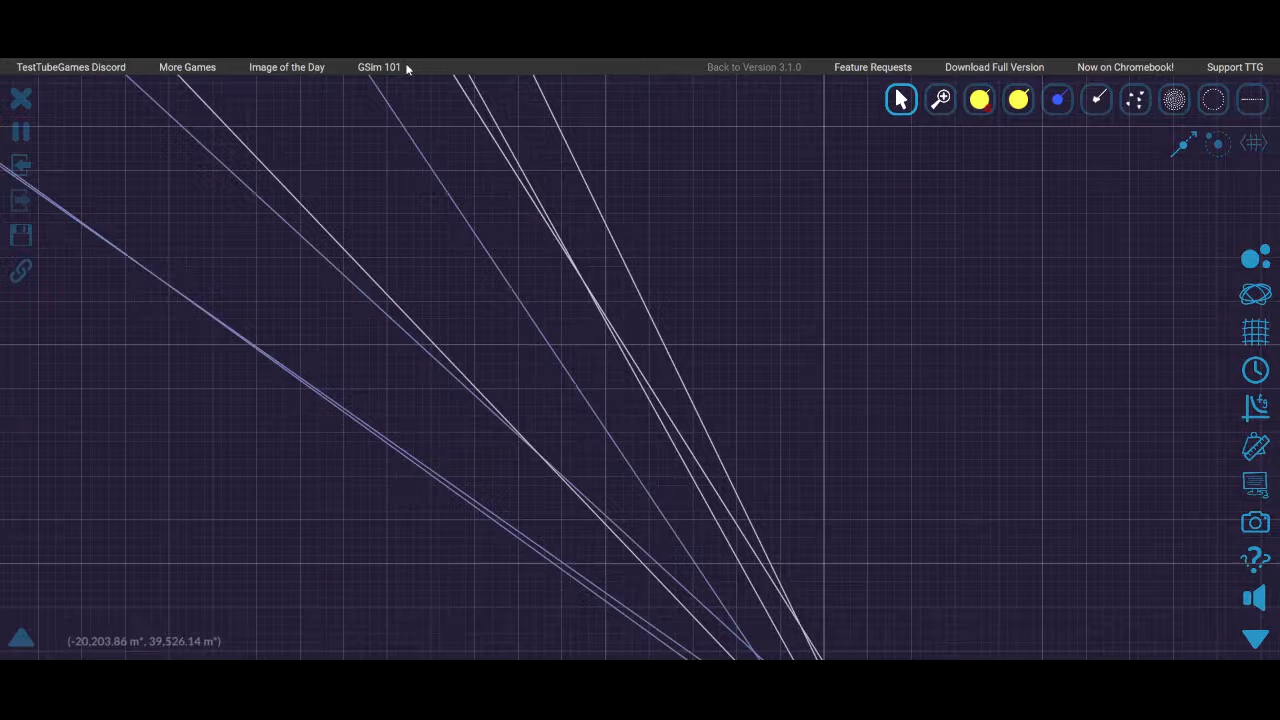 TestTubeGames Discord More Games Image of the Day GSim 101 Back to Version 3.1.0 Feature Requests Download Full Version Now on Chromebook! Support TTG
(-20,203.86 m*, 39,526.14 m*)